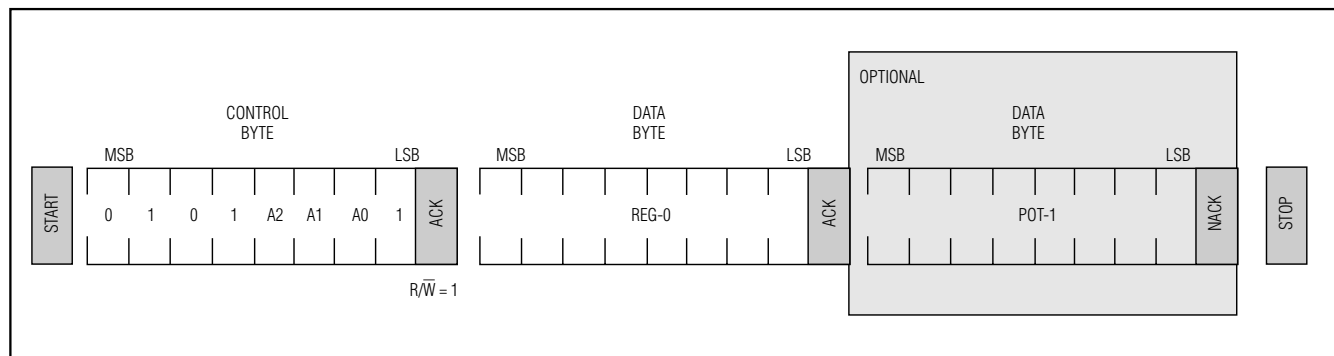 OPTIONAL
CONTROL
BYTE
DATA
BYTE
DATA
BYTE
MSB
LSB
MSB
LSB
MSB
LSB
START
0 1 0 1 A2 A1 A0 1
ACK
REG-0
ACK
POT-1
NACK
STOP
R/W̅ = 1